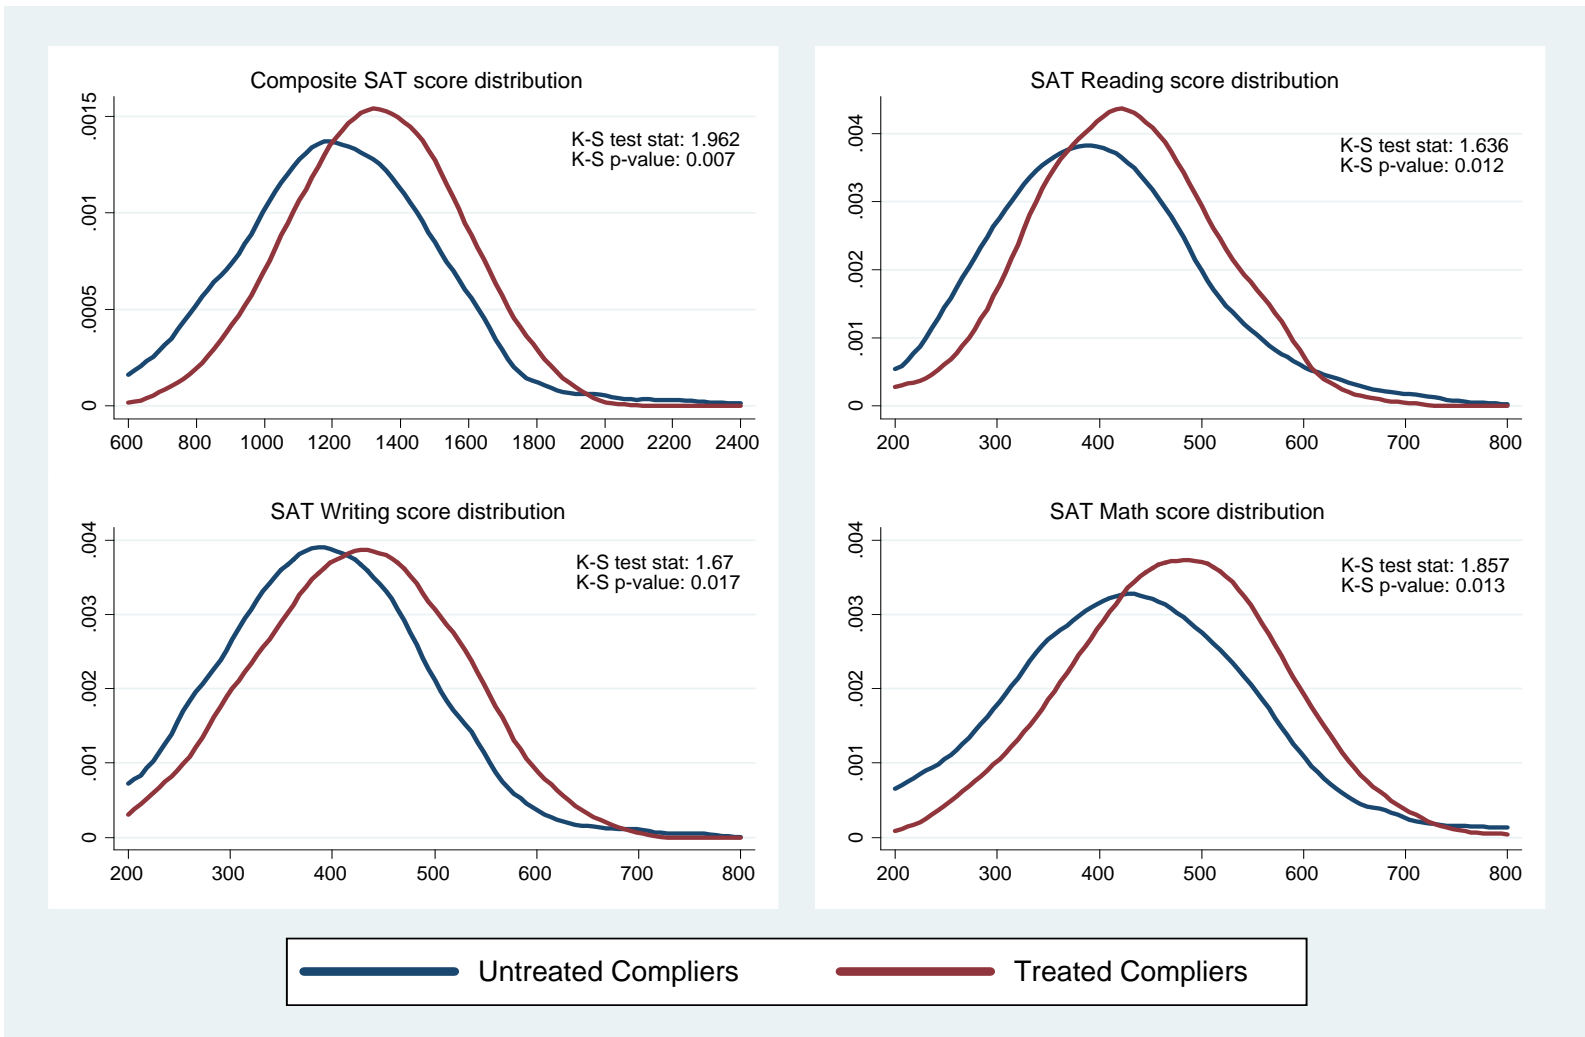 Composite SAT score distribution
K-S test stat: 1.962
K-S p-value: 0.007
.0015
.001
.0005
0
600 800 1000 1200 1400 1600 1800 2000 2200 2400
SAT Reading score distribution
K-S test stat: 1.636
K-S p-value: 0.012
.004
.003
.002
.001
0
200 300 400 500 600 700 800
SAT Writing score distribution
K-S test stat: 1.67
K-S p-value: 0.017
.004
.003
.002
.001
0
200 300 400 500 600 700 800
SAT Math score distribution
K-S test stat: 1.857
K-S p-value: 0.013
.004
.003
.002
.001
0
200 300 400 500 600 700 800
Untreated Compliers Treated Compliers